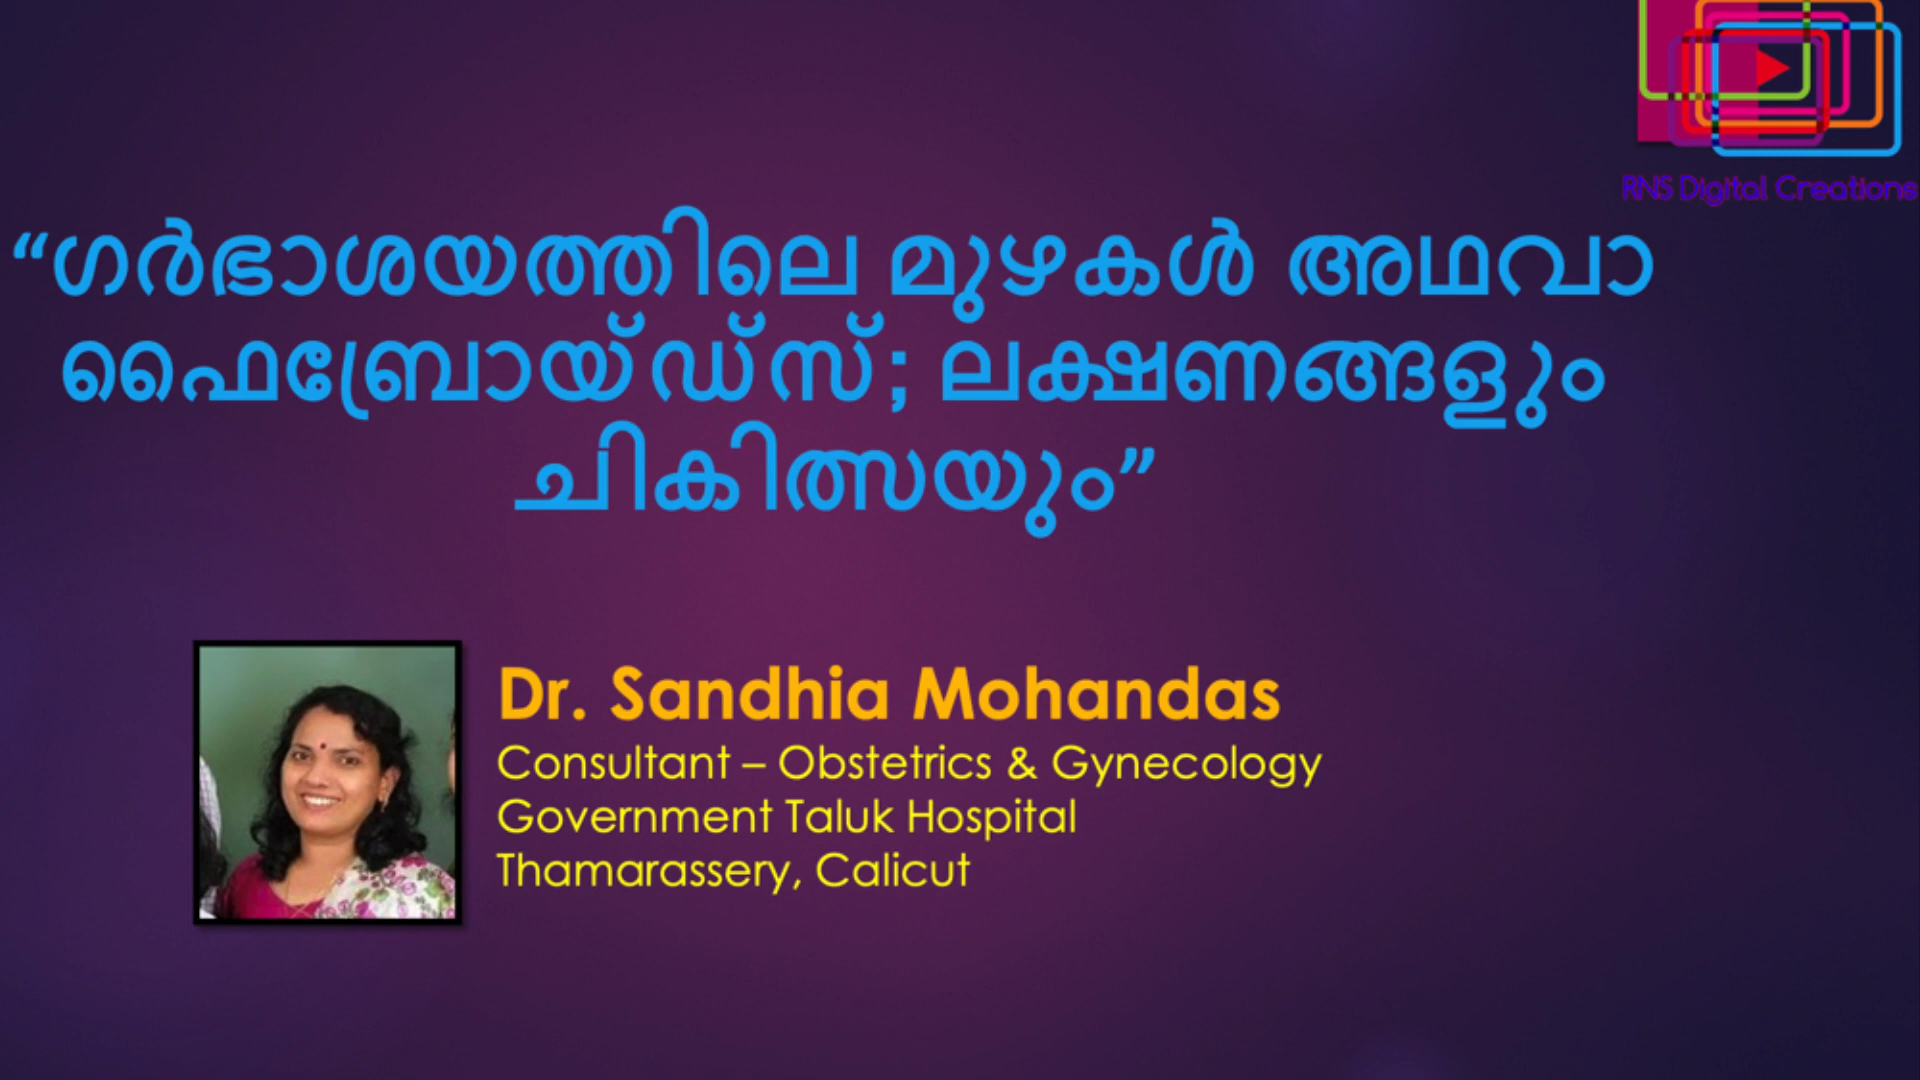 RNS Digital Creations
“ഗർഭാശയത്തിലെ മുഴകൾ അഥവാ
ഫൈബ്രോയ്ഡ്സ്; ലക്ഷണങ്ങളും
ചികിത്സയും”
Dr. Sandhia Mohandas
Consultant – Obstetrics & Gynecology
Government Taluk Hospital
Thamarassery, Calicut